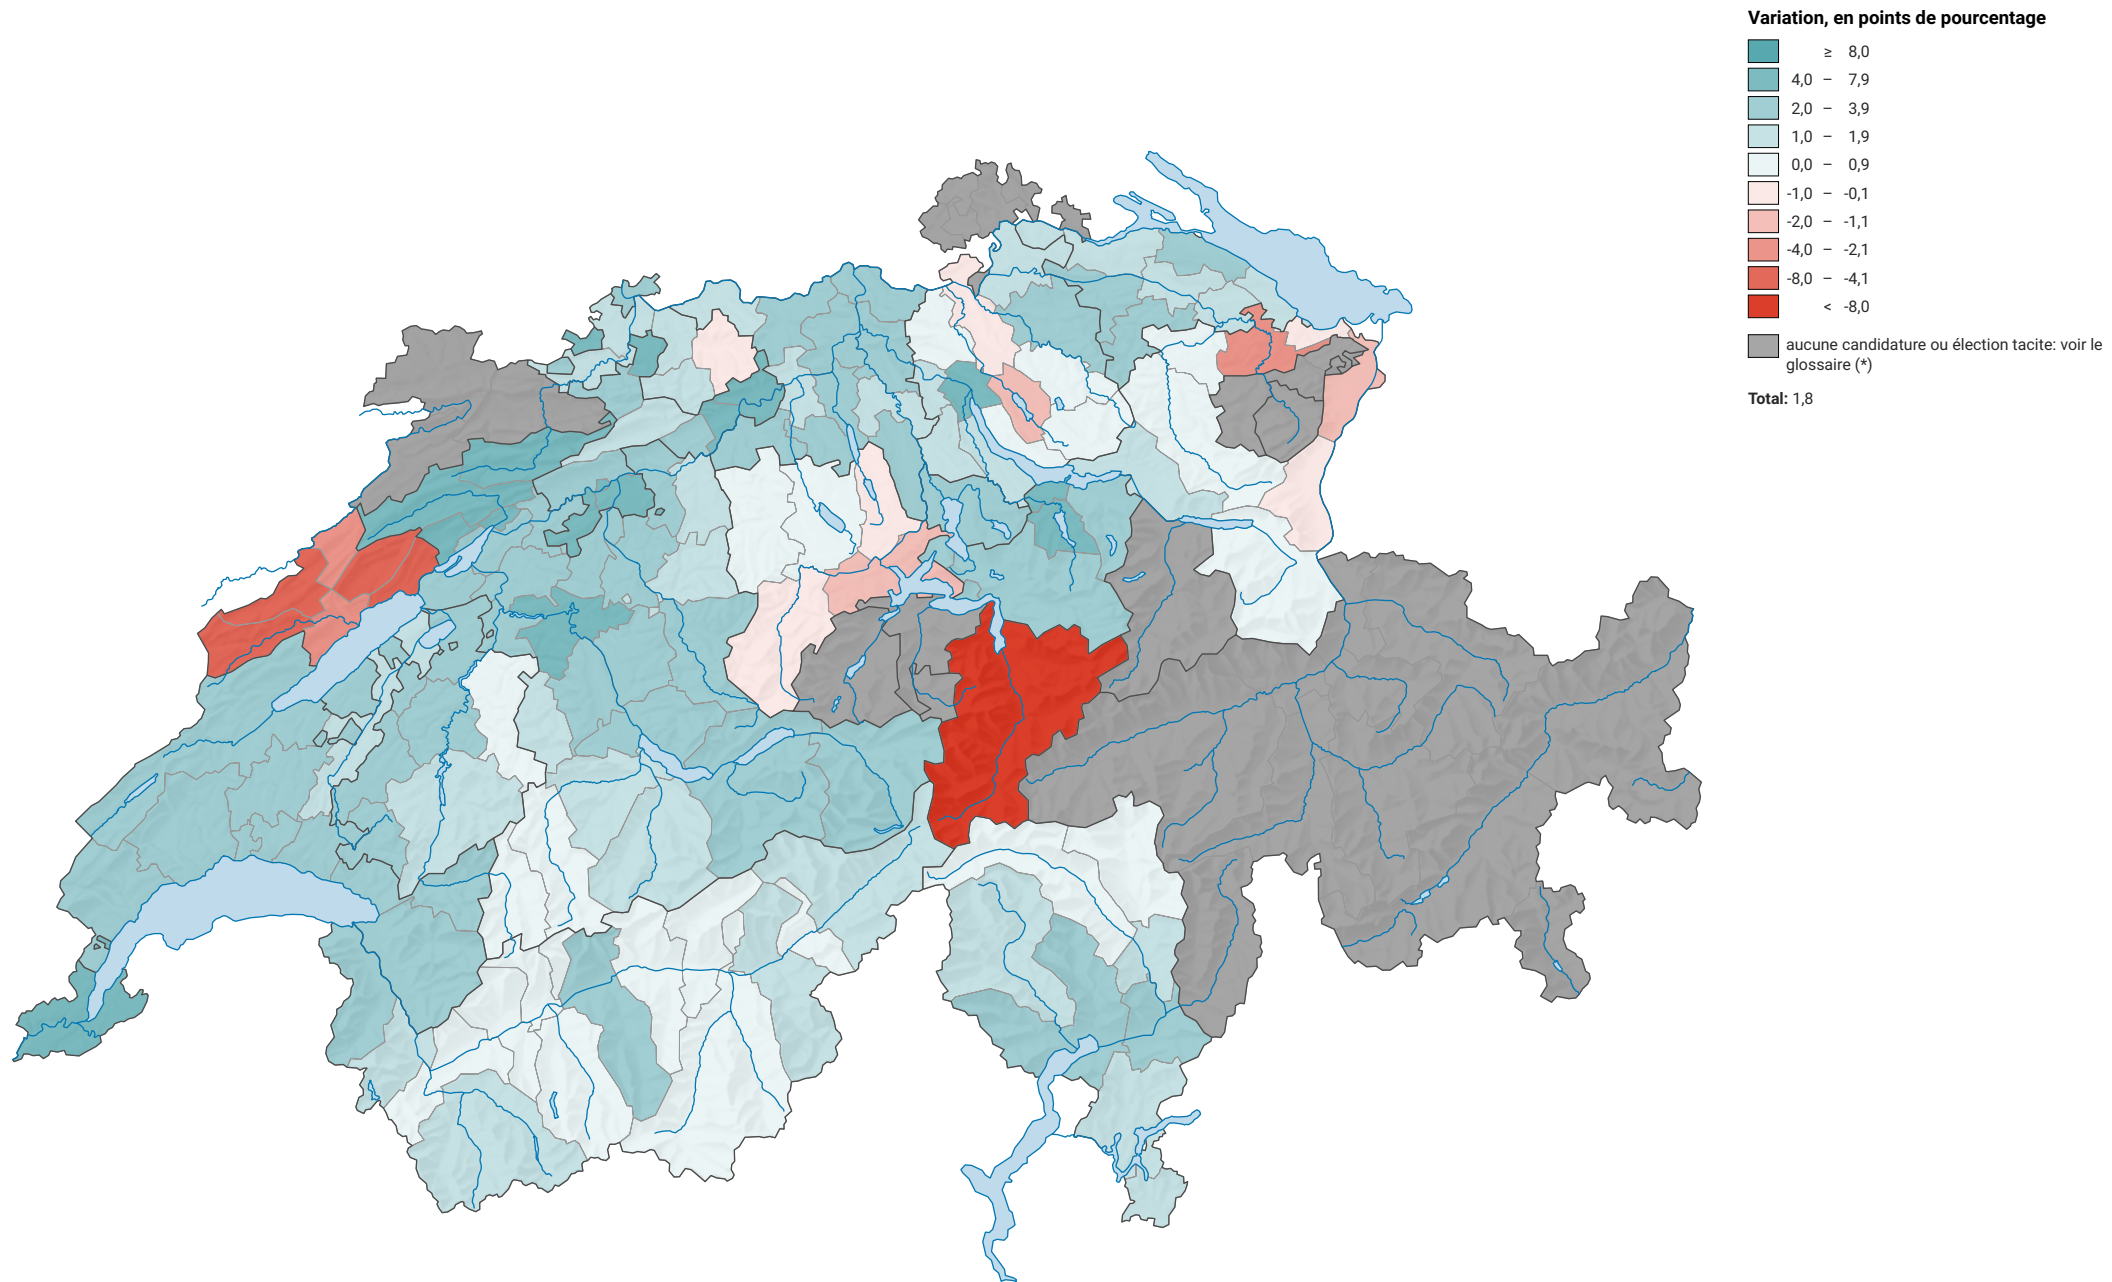 Variation, en points de pourcentage
≥ 8,0
4,0 – 7,9
2,0 – 3,9
1,0 – 1,9
0,0 – 0,9
-1,0 – -0,1
-2,0 – -1,1
-4,0 – -2,1
-8,0 – -4,1
< -8,0
aucune candidature ou élection tacite: voir le
glossaire (*)
Total: 1,8